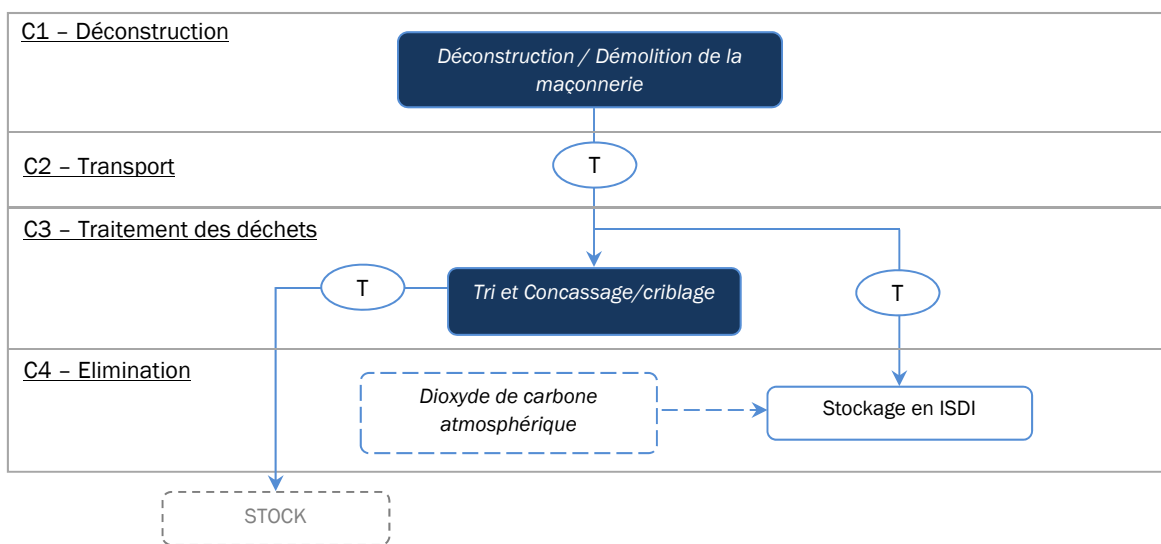 C1 – Déconstruction
Déconstruction / Démolition de la
maçonnerie
C2 – Transport
T
C3 – Traitement des déchets
T
Tri et Concassage/criblage
T
C4 – Elimination
Dioxyde de carbone
atmosphérique
Stockage en ISDI
STOCK